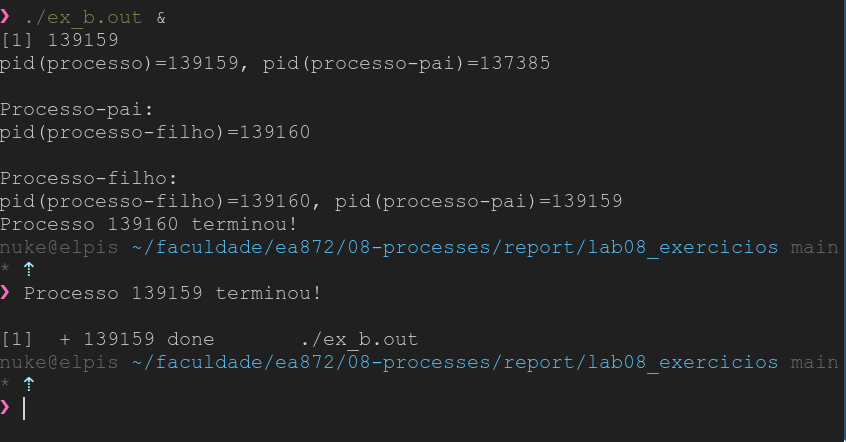 ❯ ./ex_b.out &
[1] 139159
pid(processo)=139159, pid(processo-pai)=137385
Processo-pai:
pid(processo-filho)=139160
Processo-filho:
pid(processo-filho)=139160, pid(processo-pai)=139159
Processo 139160 terminou!
nuke@elpis ~/faculdade/ea872/08-processes/report/lab08_exercicios main
* ⇡
❯ Processo 139159 terminou!
[1]  + 139159 done       ./ex_b.out
nuke@elpis ~/faculdade/ea872/08-processes/report/lab08_exercicios main
* ⇡
❯